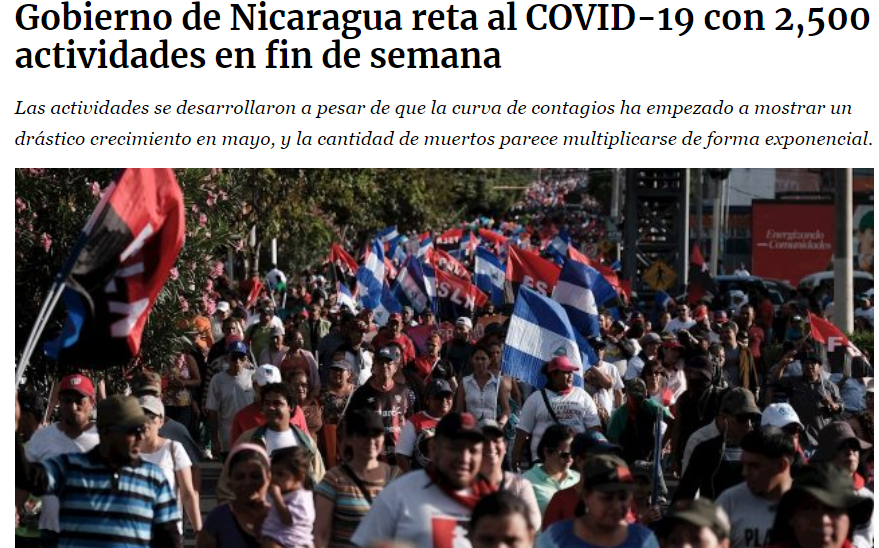 Gobierno de Nicaragua reta al COVID-19 con 2,500
actividades en fin de semana
Las actividades se desarrollaron a pesar de que la curva de contagios ha empezado a mostrar un
drástico crecimiento en mayo, y la cantidad de muertos parece multiplicarse de forma exponencial.
Energizando
Comunidades